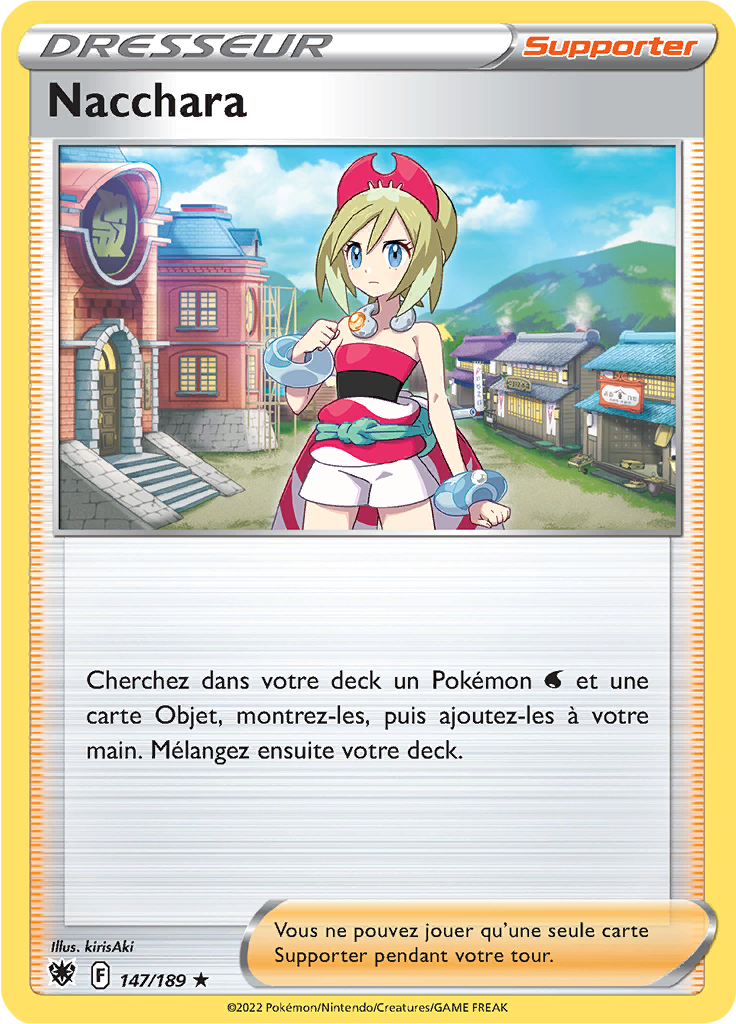 DRESSEUR
Supporter
Nacchara
Cherchez dans votre deck un Pokémon et une
carte Objet, montrez-les, puis ajoutez-les à votre
main. Mélangez ensuite votre deck.
Vous ne pouvez jouer qu'une seule carte
Supporter pendant votre tour.
Illus. kirisAki
F 147/189 ★
©2022 Pokémon/Nintendo/Creatures/GAME FREAK